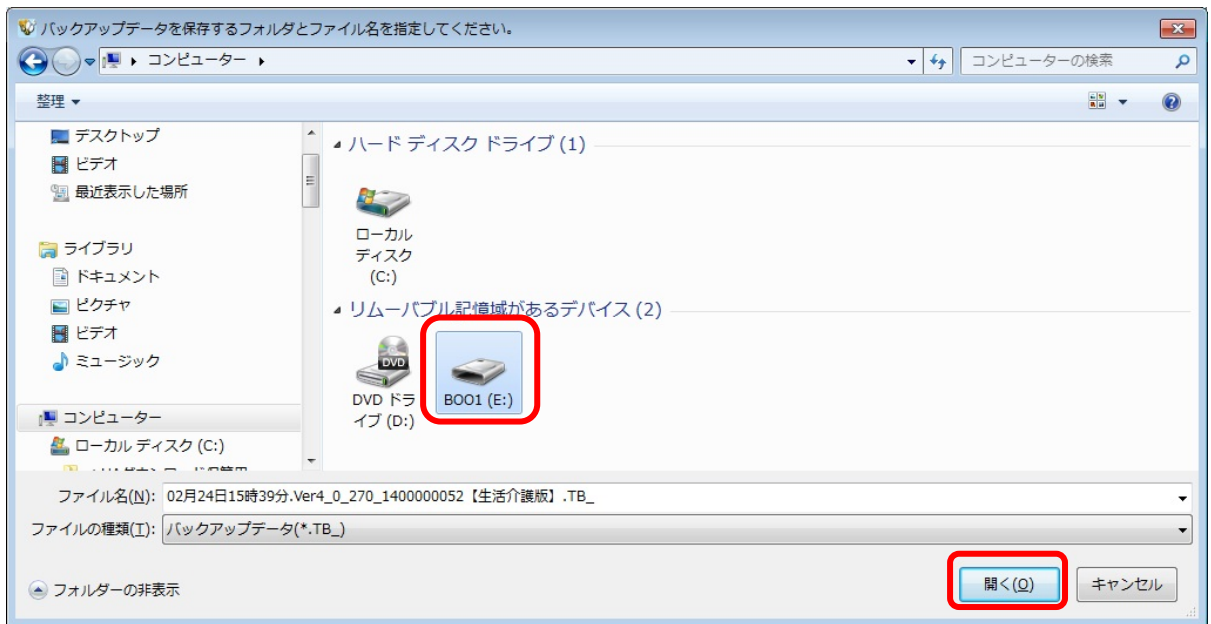 バックアップデータを保存するフォルダとファイル名を指定してください。
コンピューター
コンピューターの検索
整理
デスクトップ
ビデオ
最近表示した場所
ライブラリ
ドキュメント
ピクチャ
ビデオ
ミュージック
コンピューター
ローカル ディスク (C:)
ハード ディスク ドライブ (1)
ローカル
ディスク
(C:)
リムーバブル記憶域があるデバイス (2)
DVD
DVD ドラ
イブ (D:)
BOO1 (E:)
ファイル名(N): 02月24日15時39分.Ver4_0_270_1400000052【生活介護版】.TB_
ファイルの種類(T): バックアップデータ(*.TB_)
フォルダーの非表示
開く(O)
キャンセル